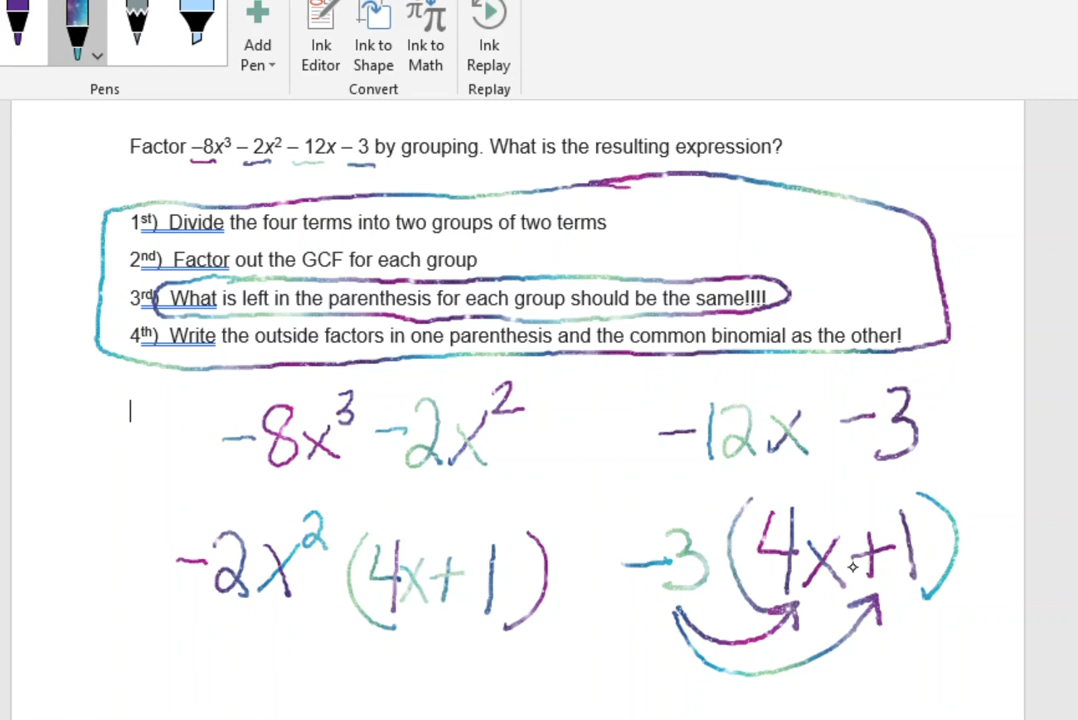 Add Pen
Ink Editor
Ink to Shape
Ink to Math
Ink Replay
Pens
Convert
Replay
Factor –8x³ – 2x² – 12x – 3 by grouping. What is the resulting expression?
1st) Divide the four terms into two groups of two terms
2nd) Factor out the GCF for each group
3rd) What is left in the parenthesis for each group should be the same!!!!
4th) Write the outside factors in one parenthesis and the common binomial as the other!
-8x³ -2x² -12x -3
-2x² (4x+1) -3 (4x+1)